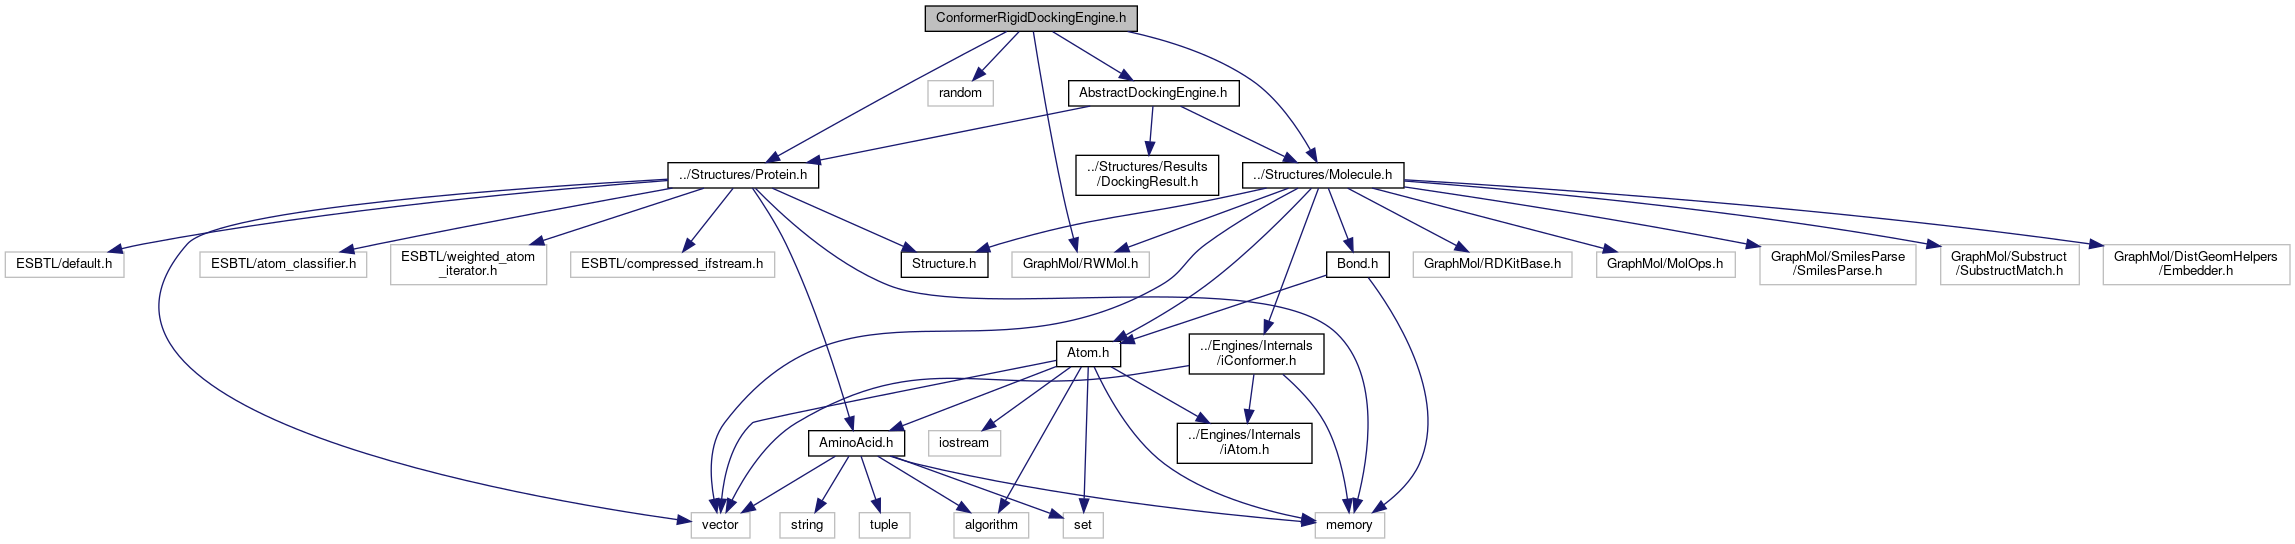 ConformerRigidDockingEngine.h
random
AbstractDockingEngine.h
../Structures/Protein.h
../Structures/Results
/DockingResult.h
../Structures/Molecule.h
ESBTL/default.h
ESBTL/atom_classifier.h
ESBTL/weighted_atom
_iterator.h
ESBTL/compressed_ifstream.h
Structure.h
GraphMol/RWMol.h
Bond.h
GraphMol/RDKitBase.h
GraphMol/MolOps.h
GraphMol/SmilesParse
/SmilesParse.h
GraphMol/Substruct
/SubstructMatch.h
GraphMol/DistGeomHelpers
/Embedder.h
Atom.h
../Engines/Internals
/iConformer.h
AminoAcid.h
iostream
../Engines/Internals
/iAtom.h
vector
string
tuple
algorithm
set
memory